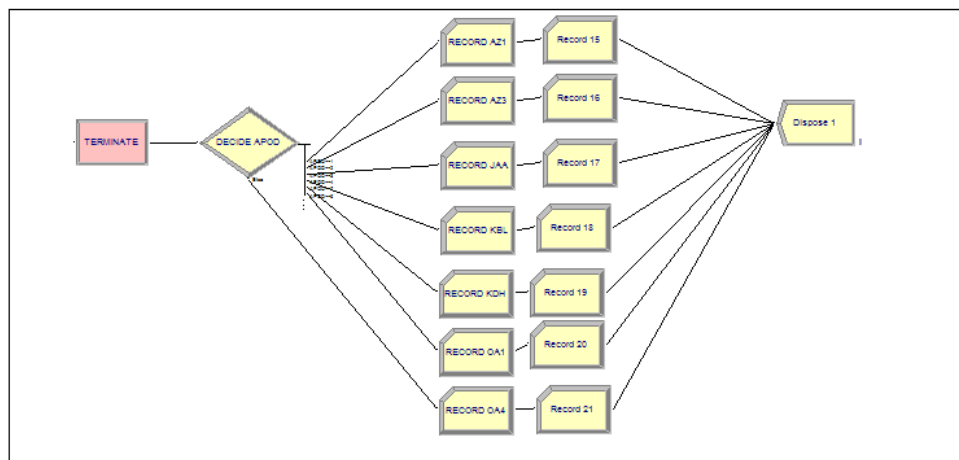 RECORD AZ1
Record 15
RECORD AZ3
Record 16
TERMINATE
DECIDE APOD
Dispose 1
RECORD JAA
Record 17
Else
RECORD KBL
Record 18
RECORD KDH
Record 19
RECORD OA1
Record 20
RECORD OA4
Record 21